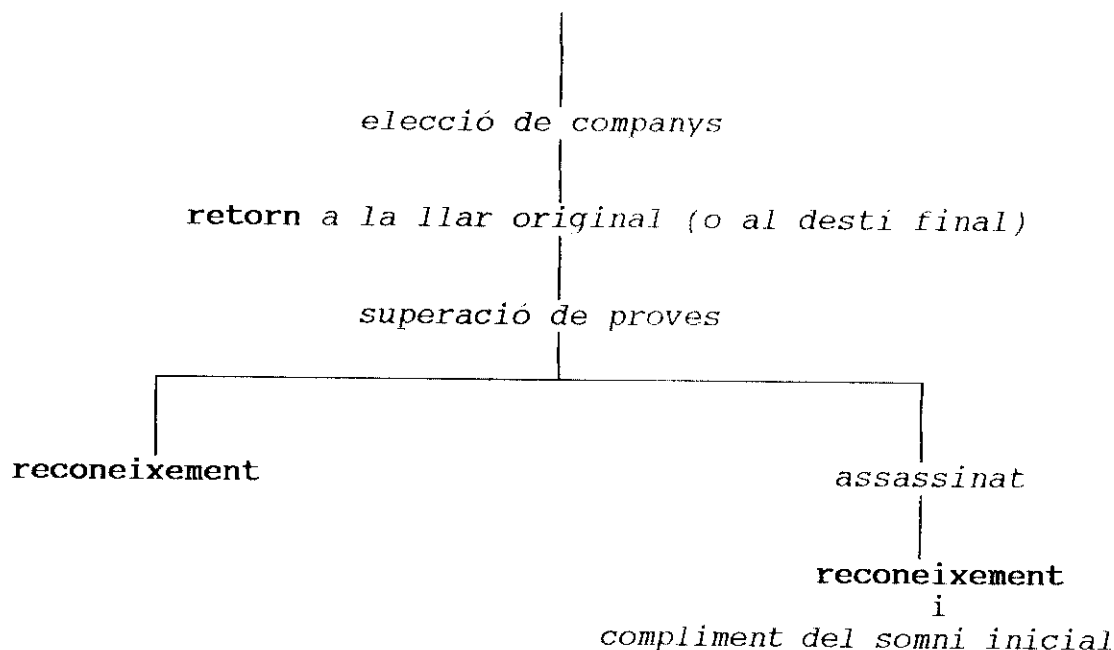 elecció de companys
retorn a la llar original (o al destí final)
superació de proves
reconeixement
assassinat
reconeixement
i
compliment del somni inicial